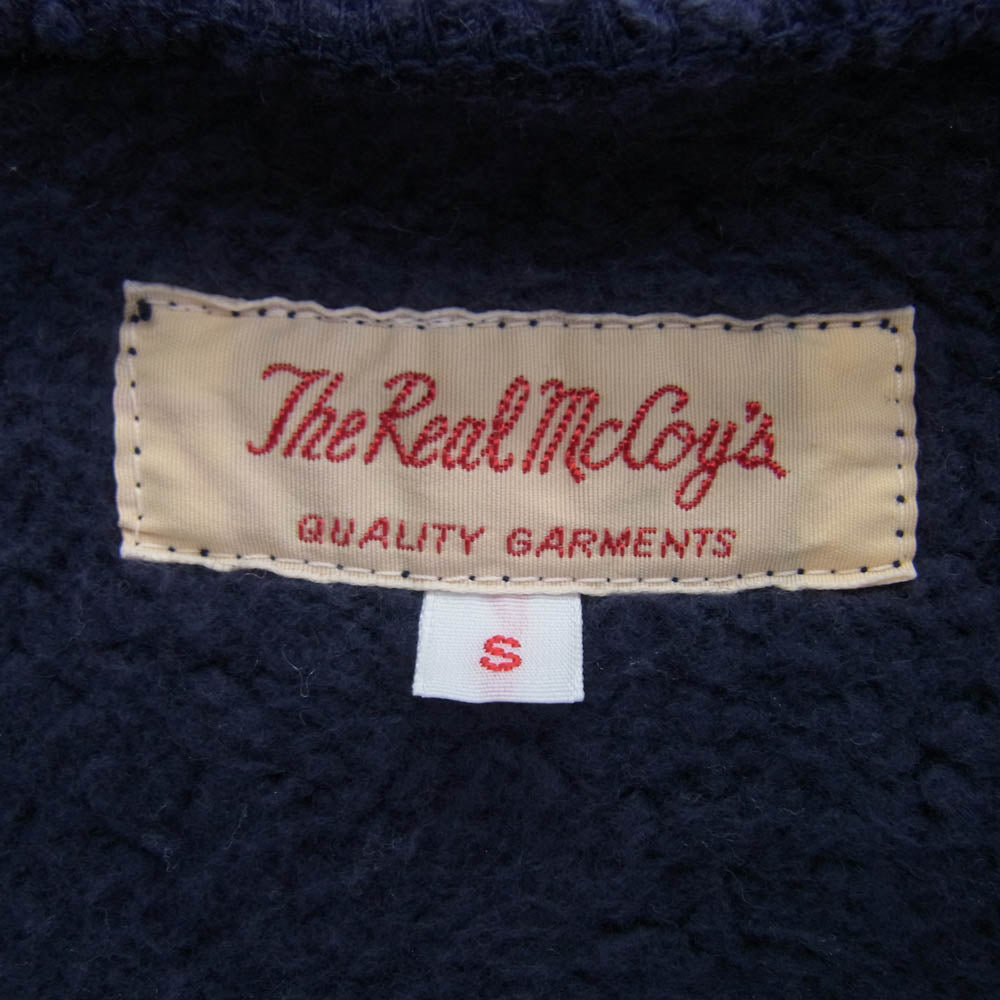 The Real McCoy's
QUALITY GARMENTS
S